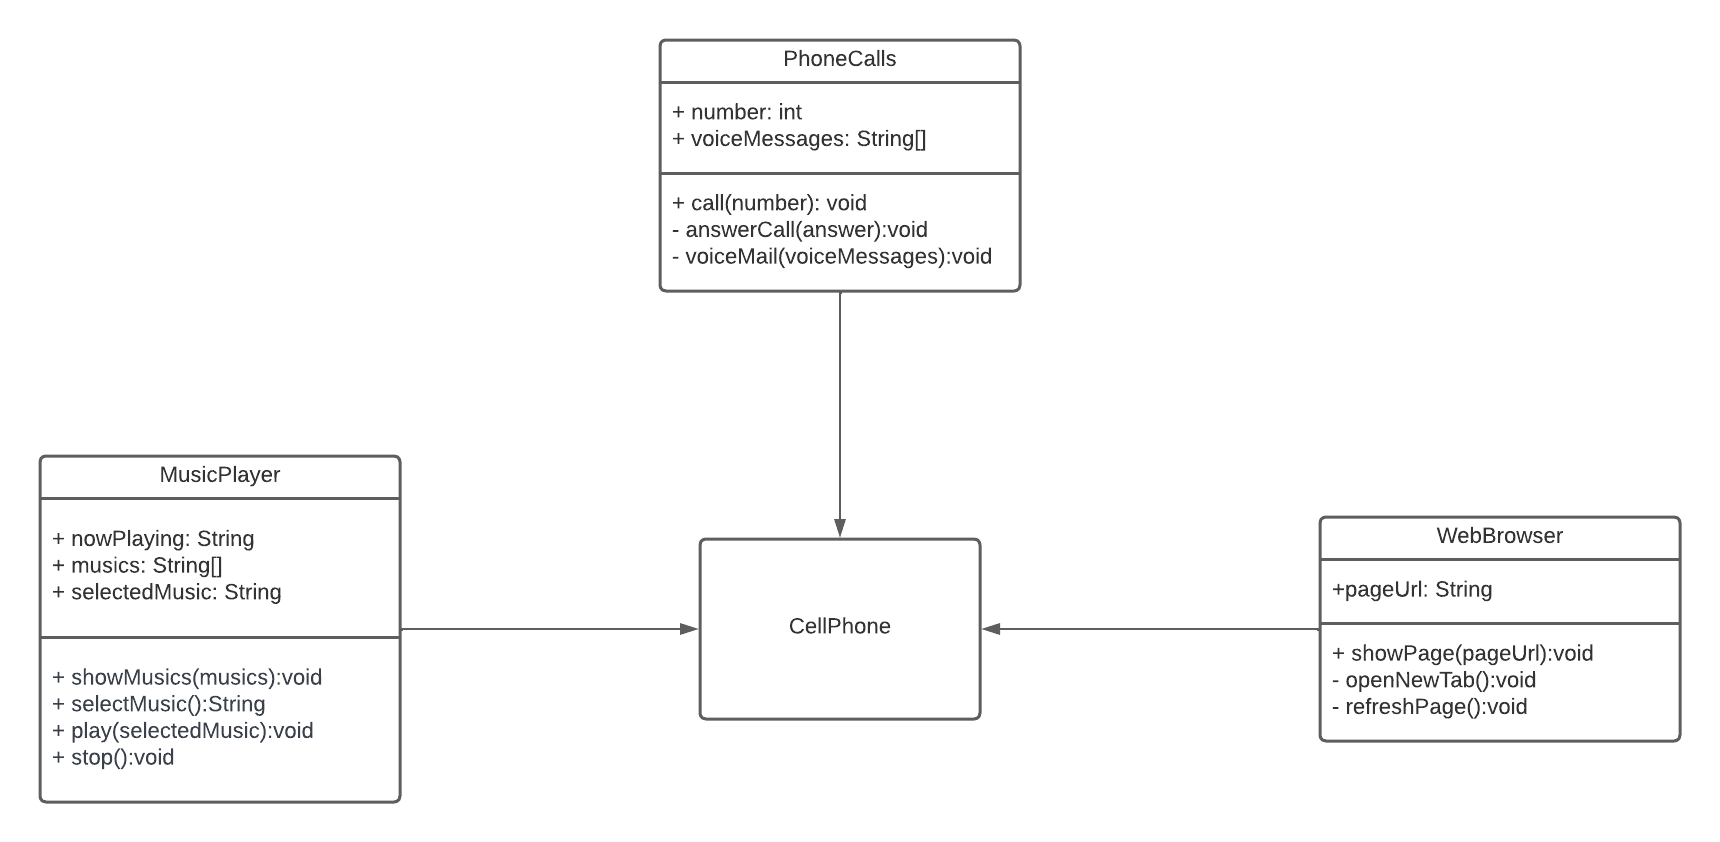 PhoneCalls
+ number: int
+ voiceMessages: String[]
+ call(number): void
- answerCall(answer):void
- voiceMail(voiceMessages):void
MusicPlayer
+ nowPlaying: String
+ musics: String[]
+ selectedMusic: String
+ showMusics(musics):void
+ selectMusic():String
+ play(selectedMusic):void
+ stop():void
CellPhone
WebBrowser
+pageUrl: String
+ showPage(pageUrl):void
- openNewTab():void
- refreshPage():void